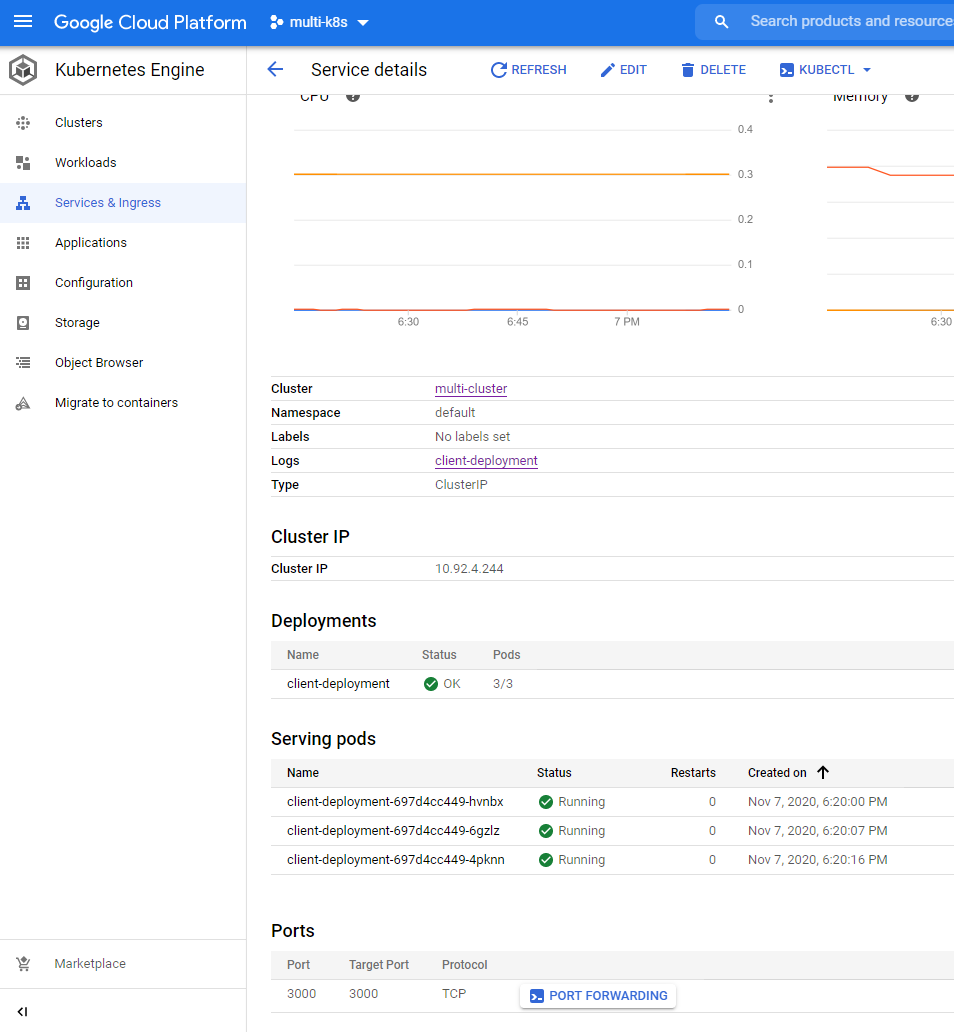 Google Cloud Platform multi-k8s Search products and resource
Kubernetes Engine Service details REFRESH EDIT DELETE KUBECTL
CPU Memory
Clusters
Workloads
Services & Ingress
Applications
Configuration
Storage
Object Browser
Migrate to containers
0.4
0.3
0.2
0.1
0
6:30 6:45 7 PM 6:30
Cluster multi-cluster
Namespace default
Labels No labels set
Logs client-deployment
Type ClusterIP
Cluster IP
Cluster IP 10.92.4.244
Deployments
Name Status Pods
client-deployment OK 3/3
Serving pods
Name Status Restarts Created on
client-deployment-697d4cc449-hvnbx Running 0 Nov 7, 2020, 6:20:00 PM
client-deployment-697d4cc449-6gzlz Running 0 Nov 7, 2020, 6:20:07 PM
client-deployment-697d4cc449-4pknn Running 0 Nov 7, 2020, 6:20:16 PM
Ports
Port Target Port Protocol
3000 3000 TCP PORT FORWARDING
Marketplace